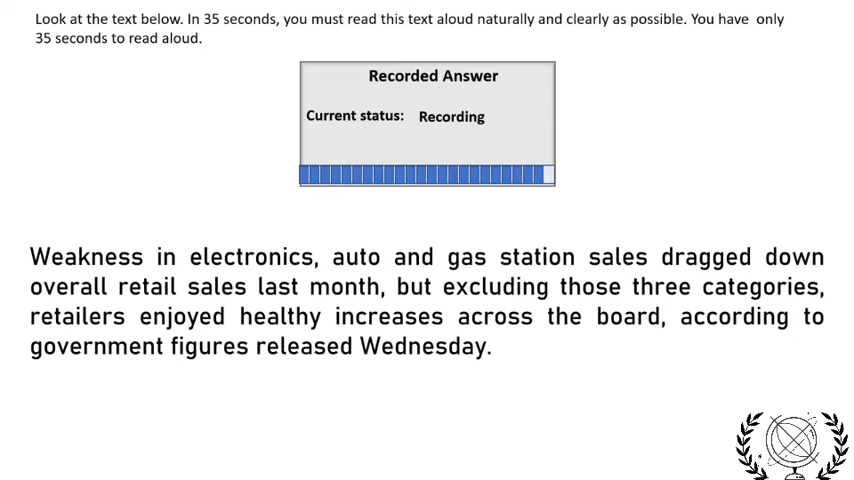 Look at the text below. In 35 seconds, you must read this text aloud naturally and clearly as possible. You have only
35 seconds to read aloud.
Recorded Answer
Current status: Recording
Weakness in electronics, auto and gas station sales dragged down
overall retail sales last month, but excluding those three categories,
retailers enjoyed healthy increases across the board, according to
government figures released Wednesday.